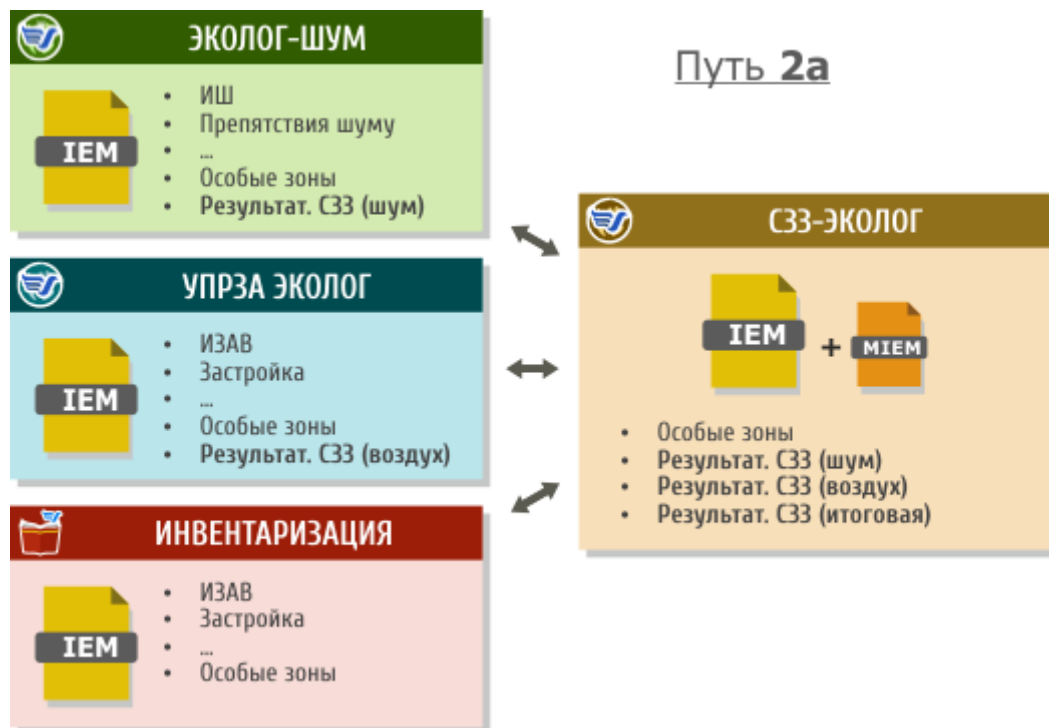 ЭКОЛОГ-ШУМ
IEM
• ИШ
• Препятствия шуму
• ...
• Особые зоны
• Результат. СЗЗ (шум)
УПРЗА ЭКОЛОГ
IEM
• ИЗАВ
• Застройка
• ...
• Особые зоны
• Результат. СЗЗ (воздух)
ИНВЕНТАРИЗАЦИЯ
IEM
• ИЗАВ
• Застройка
• ...
• Особые зоны
Путь 2а
СЗЗ-ЭКОЛОГ
IEM + MIEM
• Особые зоны
• Результат. СЗЗ (шум)
• Результат. СЗЗ (воздух)
• Результат. СЗЗ (итоговая)